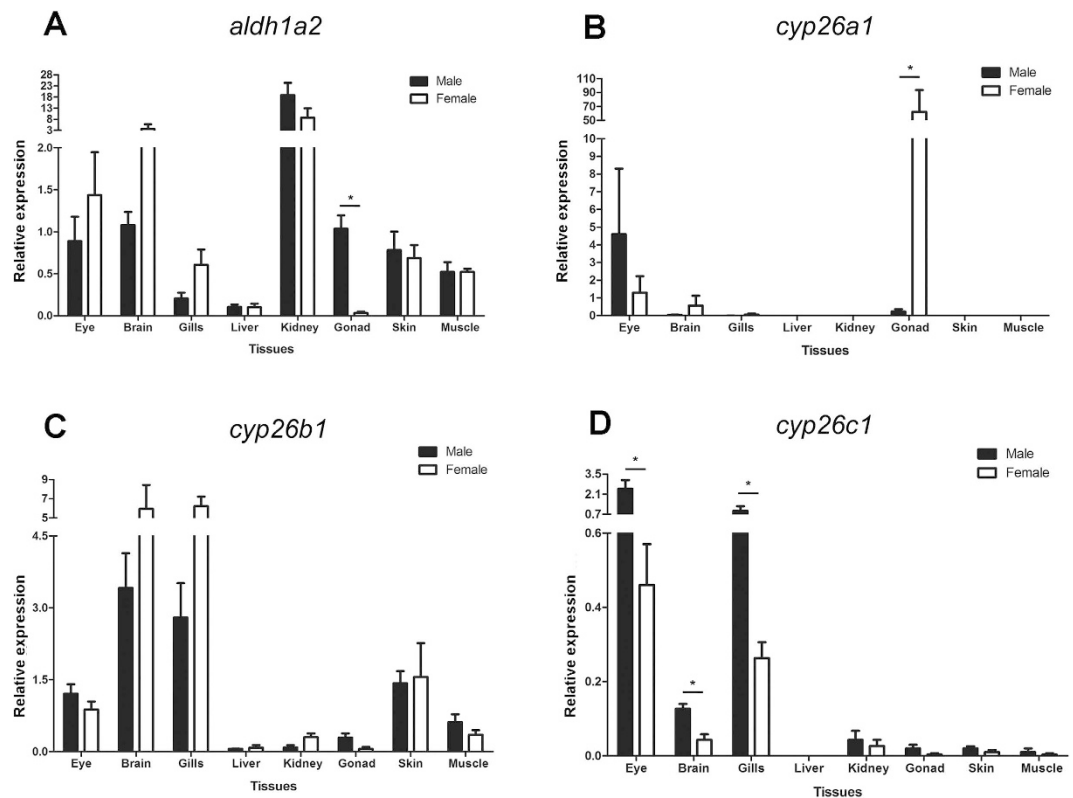 A
aldh1a2
Male
Female
28
23
18
13
8
3
2.0
1.5
1.0
0.5
0.0
Relative expression
*
Eye Brain Gills Liver Kidney Gonad Skin Muscle
Tissues
B
cyp26a1
Male
Female
110
90
70
50
10
9
8
7
6
5
4
3
2
1
0
Relative expression
*
Eye Brain Gills Liver Kidney Gonad Skin Muscle
Tissues
C
cyp26b1
Male
Female
9
7
5
4.5
3.0
1.5
0.0
Relative expression
Eye Brain Gills Liver Kidney Gonad Skin Muscle
Tissues
D
cyp26c1
Male
Female
3.5
2.1
0.7
0.6
0.4
0.2
0.0
Relative expression
*
*
*
Eye Brain Gills Liver Kidney Gonad Skin Muscle
Tissues